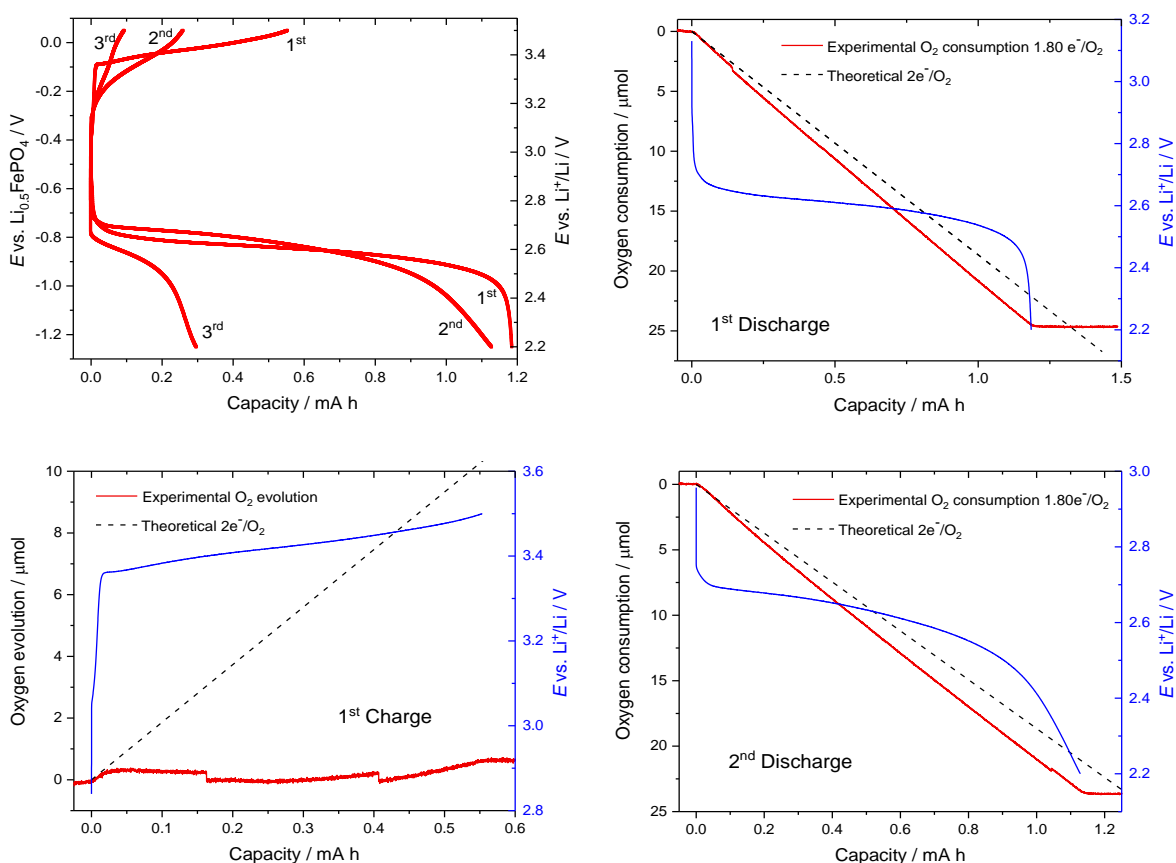 0.0
-0.2
-0.4
-0.6
-0.8
-1.0
-1.2
E vs. Li0.5FePO4 / V
3rd
2nd
1st
1st
2nd
3rd
3.4
3.2
3.0
2.8
2.6
2.4
2.2
E vs. Li+/Li / V
0.0 0.2 0.4 0.6 0.8 1.0 1.2
Capacity / mA h
0
5
10
15
20
25
Oxygen consumption / μmol
Experimental O2 consumption 1.80 e-/O2
Theoretical 2e-/O2
1st Discharge
3.2
3.0
2.8
2.6
2.4
2.2
E vs. Li+/Li / V
0.0 0.5 1.0 1.5
Capacity / mA h
10
8
6
4
2
0
Oxygen evolution / μmol
Experimental O2 evolution
Theoretical 2e-/O2
1st Charge
3.6
3.4
3.2
3.0
2.8
E vs. Li+/Li / V
0.0 0.1 0.2 0.3 0.4 0.5 0.6
Capacity / mA h
0
5
10
15
20
25
Oxygen consumption / μmol
Experimental O2 consumption 1.80e-/O2
Theoretical 2e-/O2
2nd Discharge
3.0
2.8
2.6
2.4
2.2
E vs. Li+/Li / V
0.0 0.2 0.4 0.6 0.8 1.0 1.2
Capacity / mA h